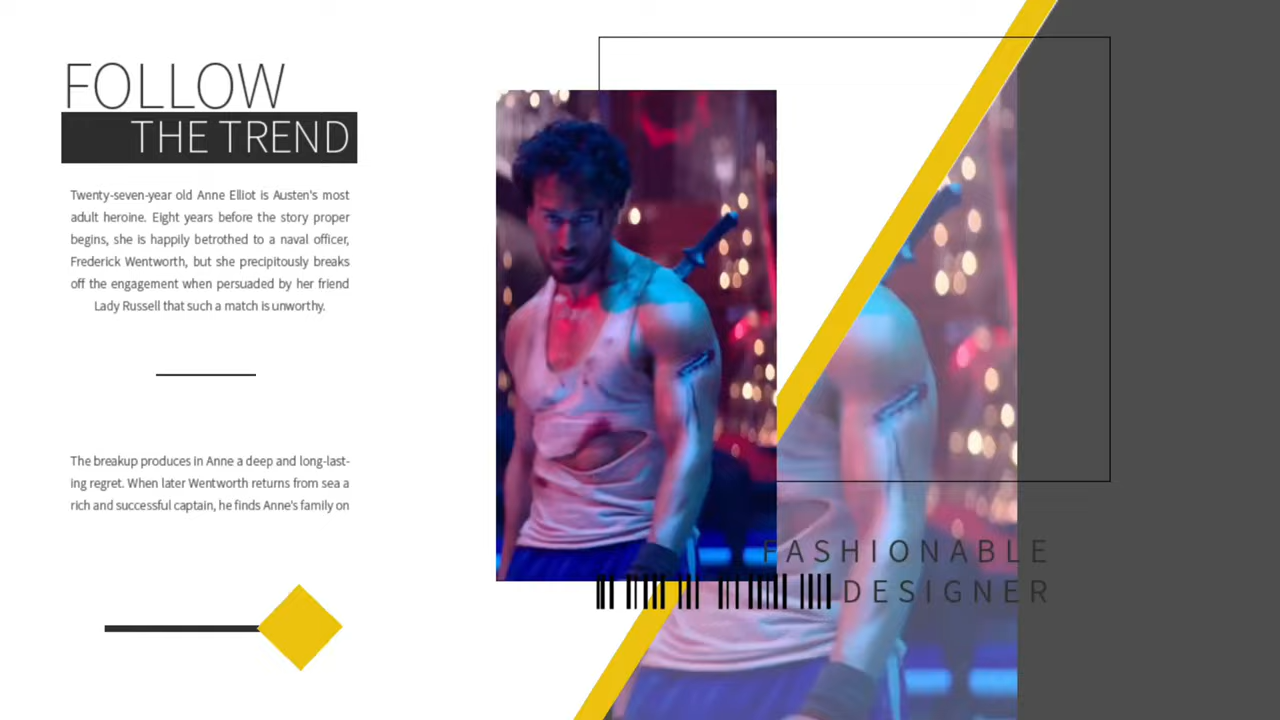 FOLLOW
THE TREND
Twenty-seven-year old Anne Elliot is Austen's most
adult heroine. Eight years before the story proper
begins, she is happily betrothed to a naval officer,
Frederick Wentworth, but she precipitously breaks
off the engagement when persuaded by her friend
Lady Russell that such a match is unworthy.
The breakup produces in Anne a deep and long-last-
ing regret. When later Wentworth returns from sea a
rich and successful captain, he finds Anne's family on
FASHIONABLE
DESIGNER